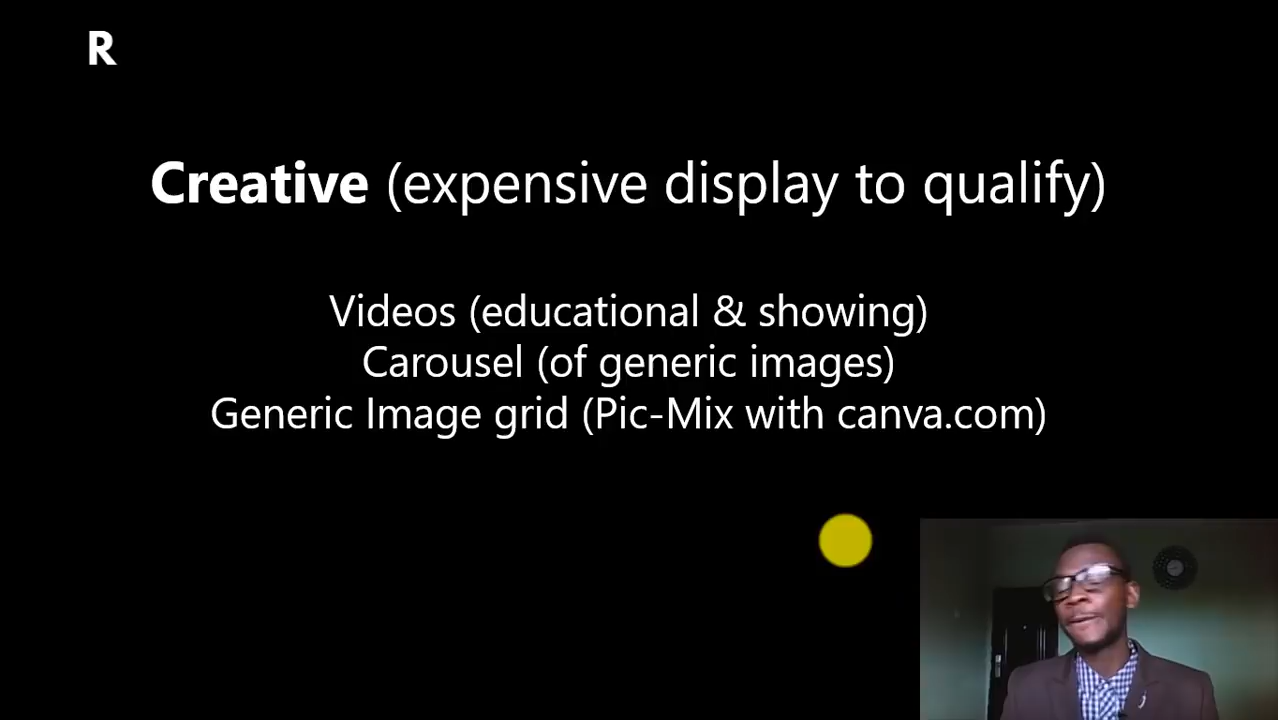 R
Creative (expensive display to qualify)
Videos (educational & showing)
Carousel (of generic images)
Generic Image grid (Pic-Mix with canva.com)